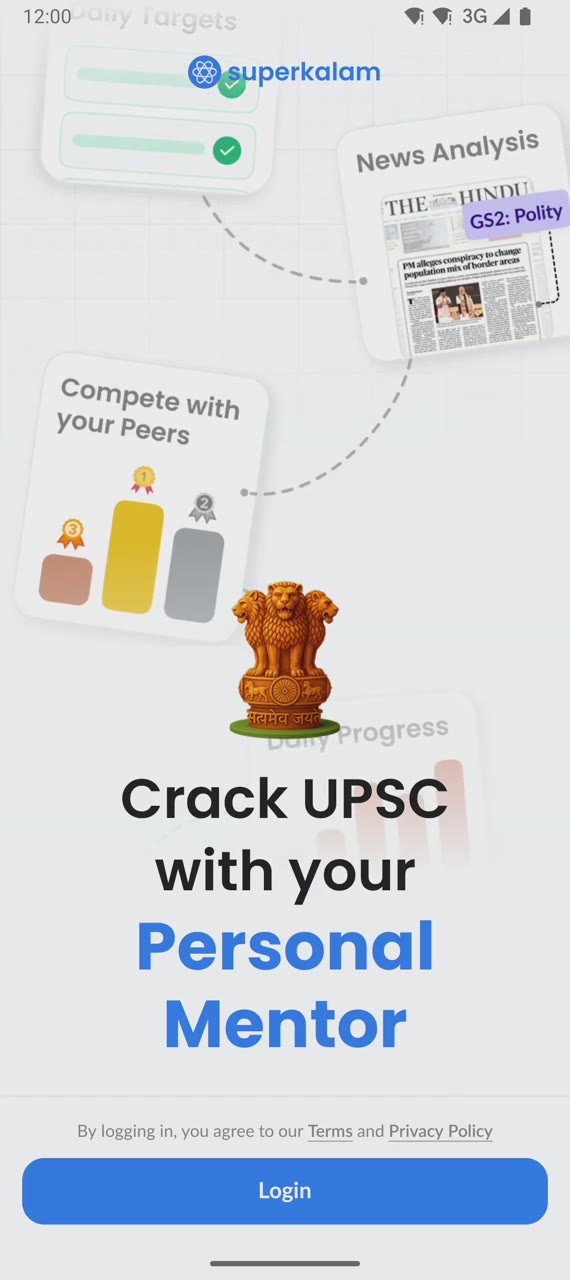 12:00
3G
Daily Targets
superkalam
News Analysis
THE HINDU
GS2: Polity
PM alleges conspiracy to change
population mix of border areas
Compete with
your Peers
1
2
3
सत्यमेव जयते
Daily Progress
Crack UPSC
with your
Personal
Mentor
By logging in, you agree to our Terms and Privacy Policy
Login